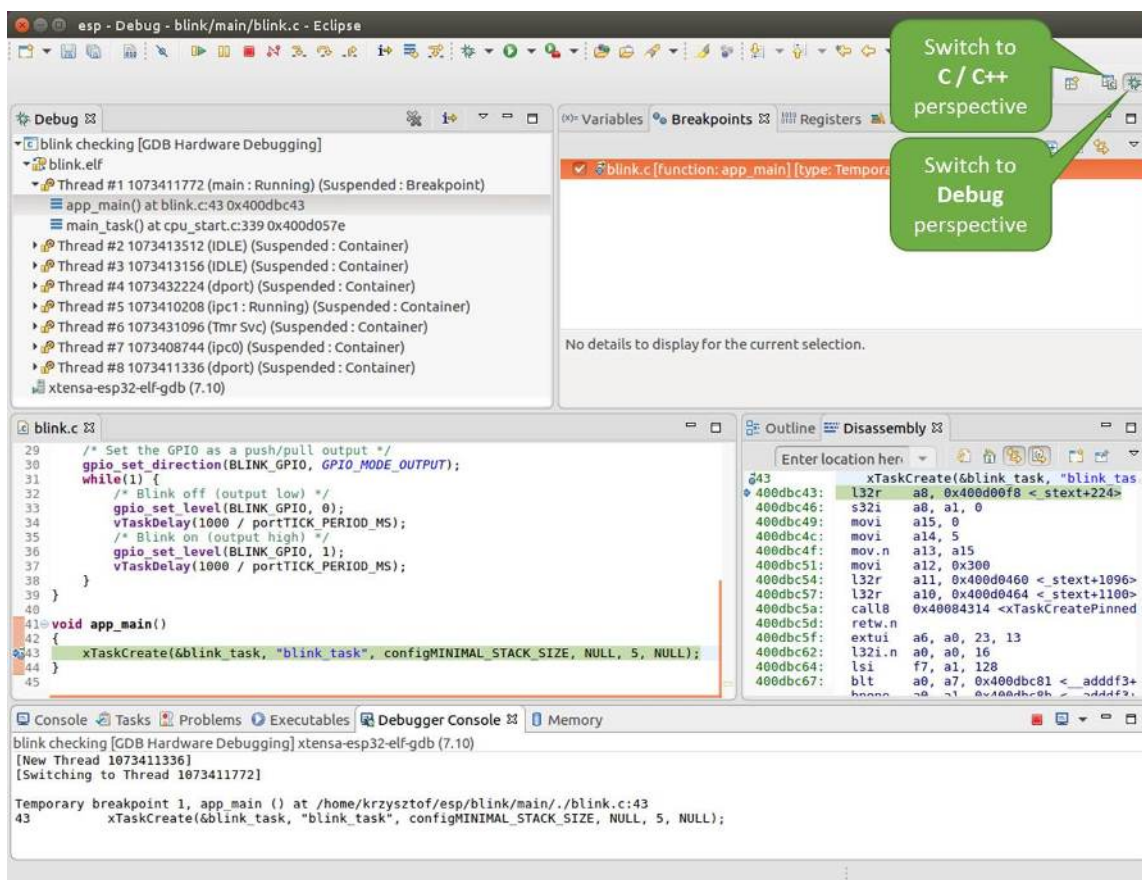 esp - Debug - blink/main/blink.c - Eclipse
Switch to
C / C++
perspective
Debug
(x)= Variables Breakpoints Registers
blink checking [GDB Hardware Debugging]
blink.elf
Thread #1 1073411772 (main : Running) (Suspended : Breakpoint)
app_main() at blink.c:43 0x400dbc43
main_task() at cpu_start.c:339 0x400d057e
Thread #2 1073413512 (IDLE) (Suspended : Container)
Thread #3 1073413156 (IDLE) (Suspended : Container)
Thread #4 1073432224 (dport) (Suspended : Container)
Thread #5 1073410208 (ipc1 : Running) (Suspended : Container)
Thread #6 1073431096 (Tmr Svc) (Suspended : Container)
Thread #7 1073408744 (ipc0) (Suspended : Container)
Thread #8 1073411336 (dport) (Suspended : Container)
xtensa-esp32-elf-gdb (7.10)
blink.c [function: app_main] [type: Tempora
Switch to
Debug
perspective
No details to display for the current selection.
blink.c
29 /* Set the GPIO as a push/pull output */
30 gpio_set_direction(BLINK_GPIO, GPIO_MODE_OUTPUT);
31 while(1) {
32 /* Blink off (output low) */
33 gpio_set_level(BLINK_GPIO, 0);
34 vTaskDelay(1000 / portTICK_PERIOD_MS);
35 /* Blink on (output high) */
36 gpio_set_level(BLINK_GPIO, 1);
37 vTaskDelay(1000 / portTICK_PERIOD_MS);
38 }
39 }
40
41 void app_main()
42 {
43 xTaskCreate(&blink_task, "blink_task", configMINIMAL_STACK_SIZE, NULL, 5, NULL);
44 }
45
Outline Disassembly
Enter location her
43 xTaskCreate(&blink_task, "blink_tas
400dbc43: l32r a8, 0x400d00f8 <_stext+224>
400dbc46: s32i a8, a1, 0
400dbc49: movi a15, 0
400dbc4c: movi a14, 5
400dbc4f: mov.n a13, a15
400dbc51: movi a12, 0x300
400dbc54: l32r a11, 0x400d0460 <_stext+1096>
400dbc57: l32r a10, 0x400d0464 <_stext+1100>
400dbc5a: call8 0x40084314 <xTaskCreatePinned
400dbc5d: retw.n
400dbc5f: extui a6, a0, 23, 13
400dbc62: l32i.n a0, a0, 16
400dbc64: lsi f7, a1, 128
400dbc67: blt a0, a7, 0x400dbc81 <__adddf3+
Console Tasks Problems Executables Debugger Console Memory
blink checking [GDB Hardware Debugging] xtensa-esp32-elf-gdb (7.10)
[New Thread 1073411336]
[Switching to Thread 1073411772]
Temporary breakpoint 1, app_main () at /home/krzysztof/esp/blink/main/./blink.c:43
43 xTaskCreate(&blink_task, "blink_task", configMINIMAL_STACK_SIZE, NULL, 5, NULL);